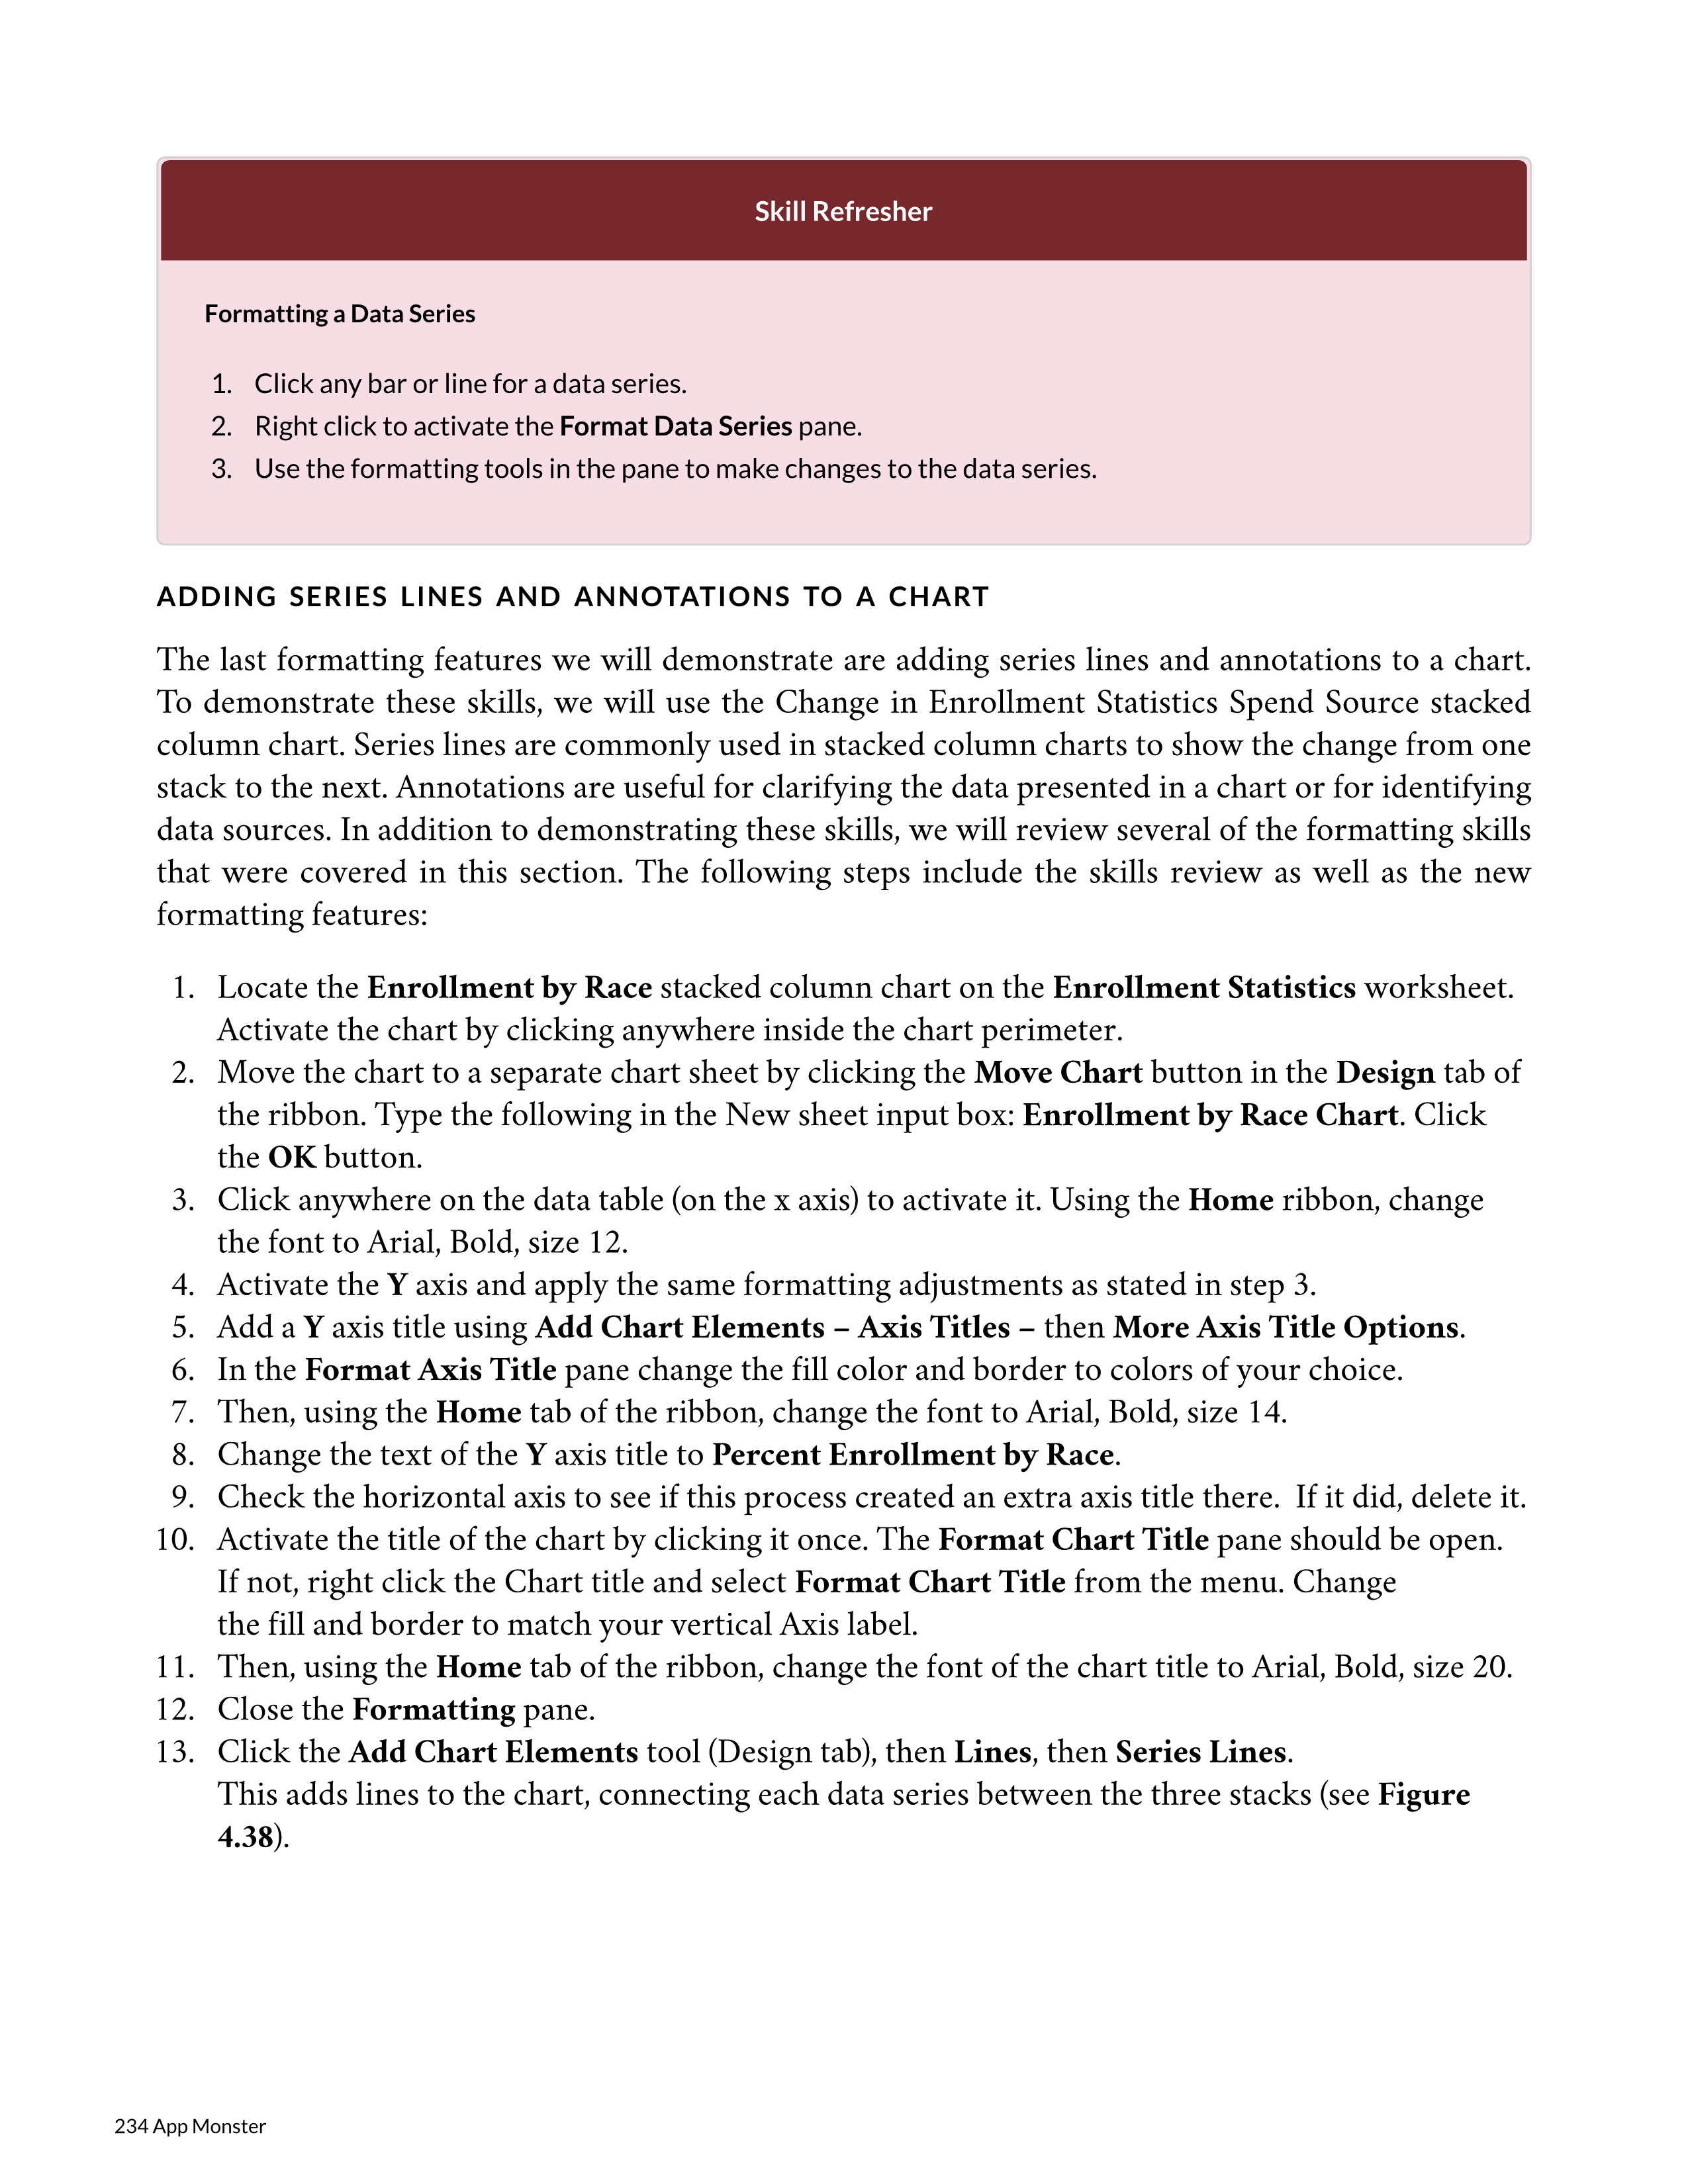 Skill Refresher
Formatting a Data Series
1. Click any bar or line for a data series.
2. Right click to activate the Format Data Series pane.
3. Use the formatting tools in the pane to make changes to the data series.
ADDING SERIES LINES AND ANNOTATIONS TO A CHART
The last formatting features we will demonstrate are adding series lines and annotations to a chart.
To demonstrate these skills, we will use the Change in Enrollment Statistics Spend Source stacked
column chart. Series lines are commonly used in stacked column charts to show the change from one
stack to the next. Annotations are useful for clarifying the data presented in a chart or for identifying
data sources. In addition to demonstrating these skills, we will review several of the formatting skills
that were covered in this section. The following steps include the skills review as well as the new
formatting features:
1. Locate the Enrollment by Race stacked column chart on the Enrollment Statistics worksheet.
Activate the chart by clicking anywhere inside the chart perimeter.
2. Move the chart to a separate chart sheet by clicking the Move Chart button in the Design tab of
the ribbon. Type the following in the New sheet input box: Enrollment by Race Chart. Click
the OK button.
3. Click anywhere on the data table (on the x axis) to activate it. Using the Home ribbon, change
the font to Arial, Bold, size 12.
4. Activate the Y axis and apply the same formatting adjustments as stated in step 3.
5. Add a Y axis title using Add Chart Elements – Axis Titles – then More Axis Title Options.
6. In the Format Axis Title pane change the fill color and border to colors of your choice.
7. Then, using the Home tab of the ribbon, change the font to Arial, Bold, size 14.
8. Change the text of the Y axis title to Percent Enrollment by Race.
9. Check the horizontal axis to see if this process created an extra axis title there.  If it did, delete it.
10. Activate the title of the chart by clicking it once. The Format Chart Title pane should be open.
If not, right click the Chart title and select Format Chart Title from the menu. Change
the fill and border to match your vertical Axis label.
11. Then, using the Home tab of the ribbon, change the font of the chart title to Arial, Bold, size 20.
12. Close the Formatting pane.
13. Click the Add Chart Elements tool (Design tab), then Lines, then Series Lines.
This adds lines to the chart, connecting each data series between the three stacks (see Figure
4.38).
234 App Monster